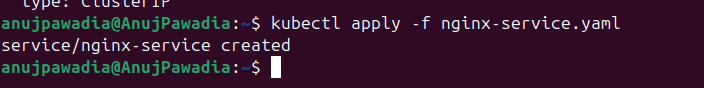 type: ClusterIP
anujpawadia@AnujPawadia:~$ kubectl apply -f nginx-service.yaml
service/nginx-service created
anujpawadia@AnujPawadia:~$